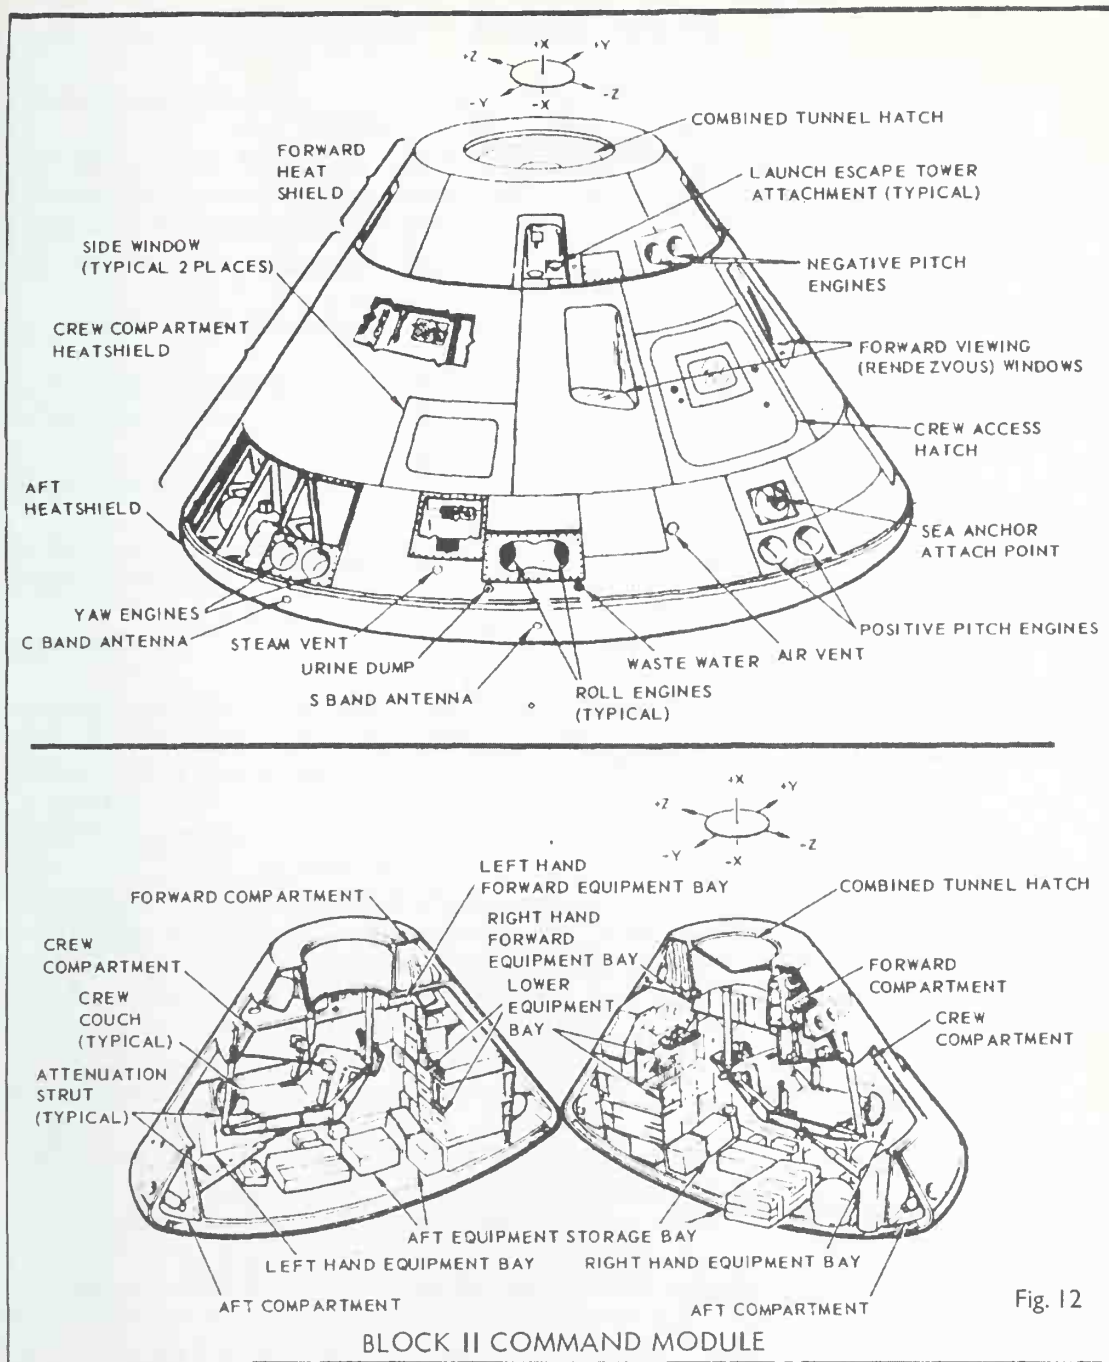 +X
+Z
+Y
-Y
-X
-Z
COMBINED TUNNEL HATCH
FORWARD
HEAT
SHIELD
LAUNCH ESCAPE TOWER
ATTACHMENT (TYPICAL)
SIDE WINDOW
(TYPICAL 2 PLACES)
NEGATIVE PITCH
ENGINES
CREW COMPARTMENT
HEATSHIELD
FORWARD VIEWING
(RENDEZVOUS) WINDOWS
CREW ACCESS
HATCH
AFT
HEATSHIELD
SEA ANCHOR
ATTACH POINT
YAW ENGINES
C BAND ANTENNA
STEAM VENT
URINE DUMP
S BAND ANTENNA
ROLL ENGINES
(TYPICAL)
WASTE WATER
AIR VENT
POSITIVE PITCH ENGINES
+X
+Z
+Y
-Y
-X
-Z
LEFT HAND
FORWARD EQUIPMENT BAY
FORWARD COMPARTMENT
RIGHT HAND
FORWARD
EQUIPMENT BAY
COMBINED TUNNEL HATCH
CREW
COMPARTMENT
LOWER
EQUIPMENT
BAY
FORWARD
COMPARTMENT
CREW
COUCH
(TYPICAL)
CREW
COMPARTMENT
ATTENUATION
STRUT
(TYPICAL)
AFT EQUIPMENT STORAGE BAY
LEFT HAND EQUIPMENT BAY
RIGHT HAND EQUIPMENT BAY
AFT COMPARTMENT
AFT COMPARTMENT
Fig. 12
BLOCK II COMMAND MODULE